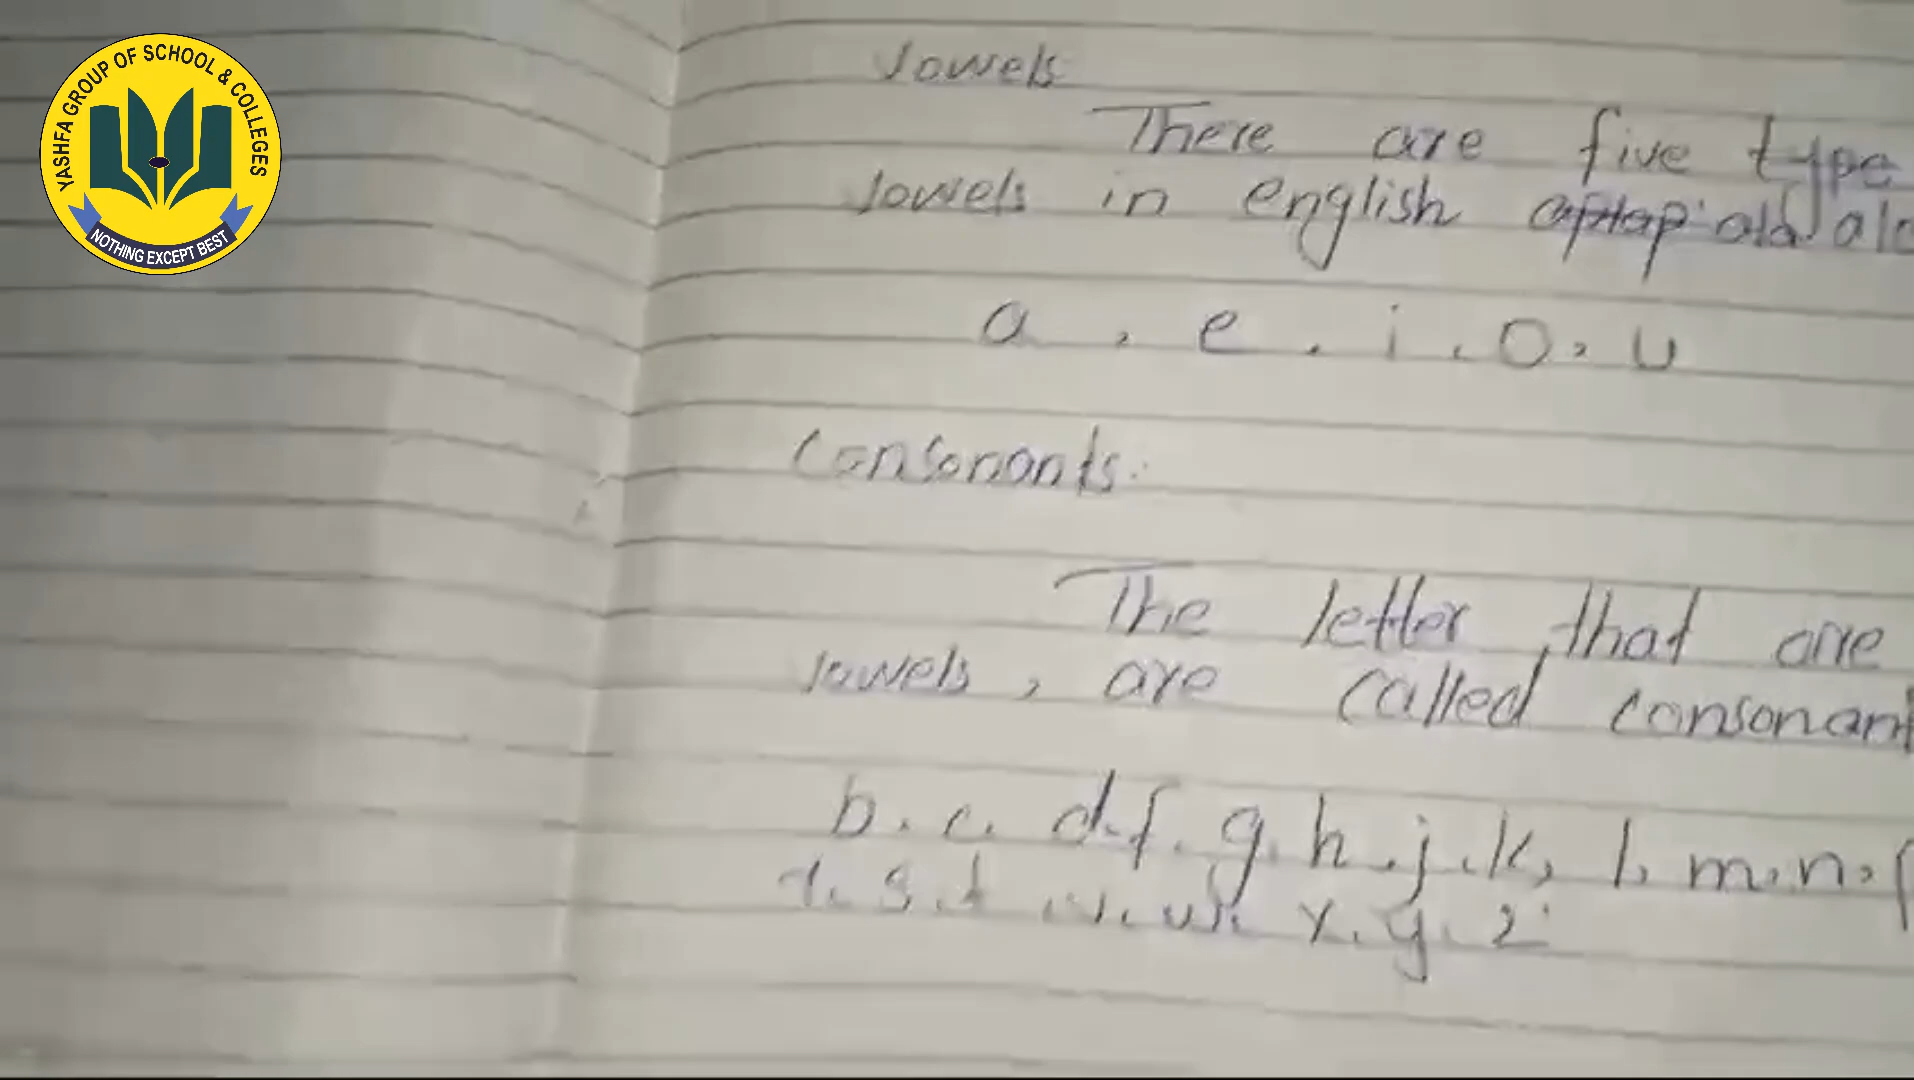 YASHFA GROUP OF SCHOOL & COLLEGES
NOTHING EXCEPT BEST
Vowels
There are five type
Vowels in english
a, e, i, o, u
Consonants:
The letter, that are
Vowels, are called consonant
b, c, d, f, g, h, j, k, l, m, n, p
r, s, t, v, w, x, y, z